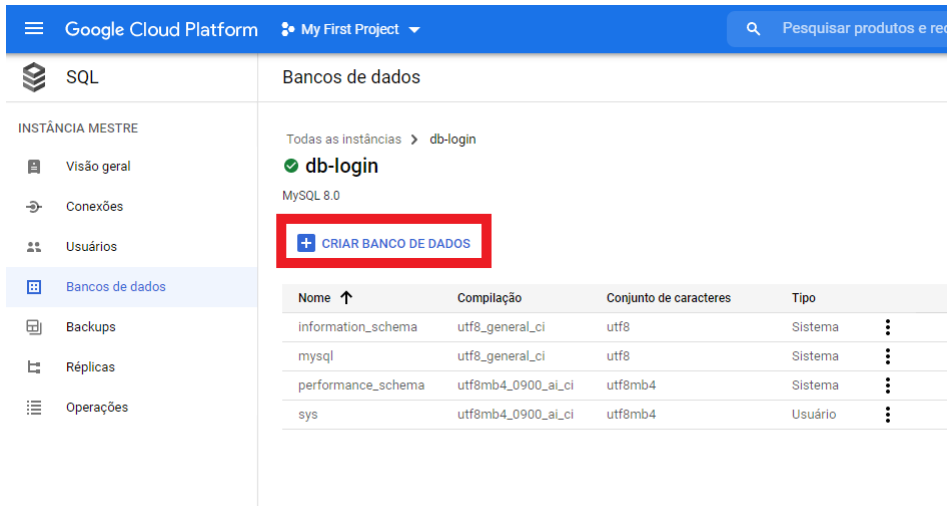 Google Cloud Platform My First Project Pesquisar produtos e
SQL
Bancos de dados
INSTÂNCIA MESTRE
Visão geral
Conexões
Usuários
Bancos de dados
Backups
Réplicas
Operações
Todas as instâncias > db-login
db-login
MySQL 8.0
CRIAR BANCO DE DADOS
Nome Compilação Conjunto de caracteres Tipo
information_schema utf8_general_ci utf8 Sistema
mysql utf8_general_ci utf8 Sistema
performance_schema utf8mb4_0900_ai_ci utf8mb4 Sistema
sys utf8mb4_0900_ai_ci utf8mb4 Usuário